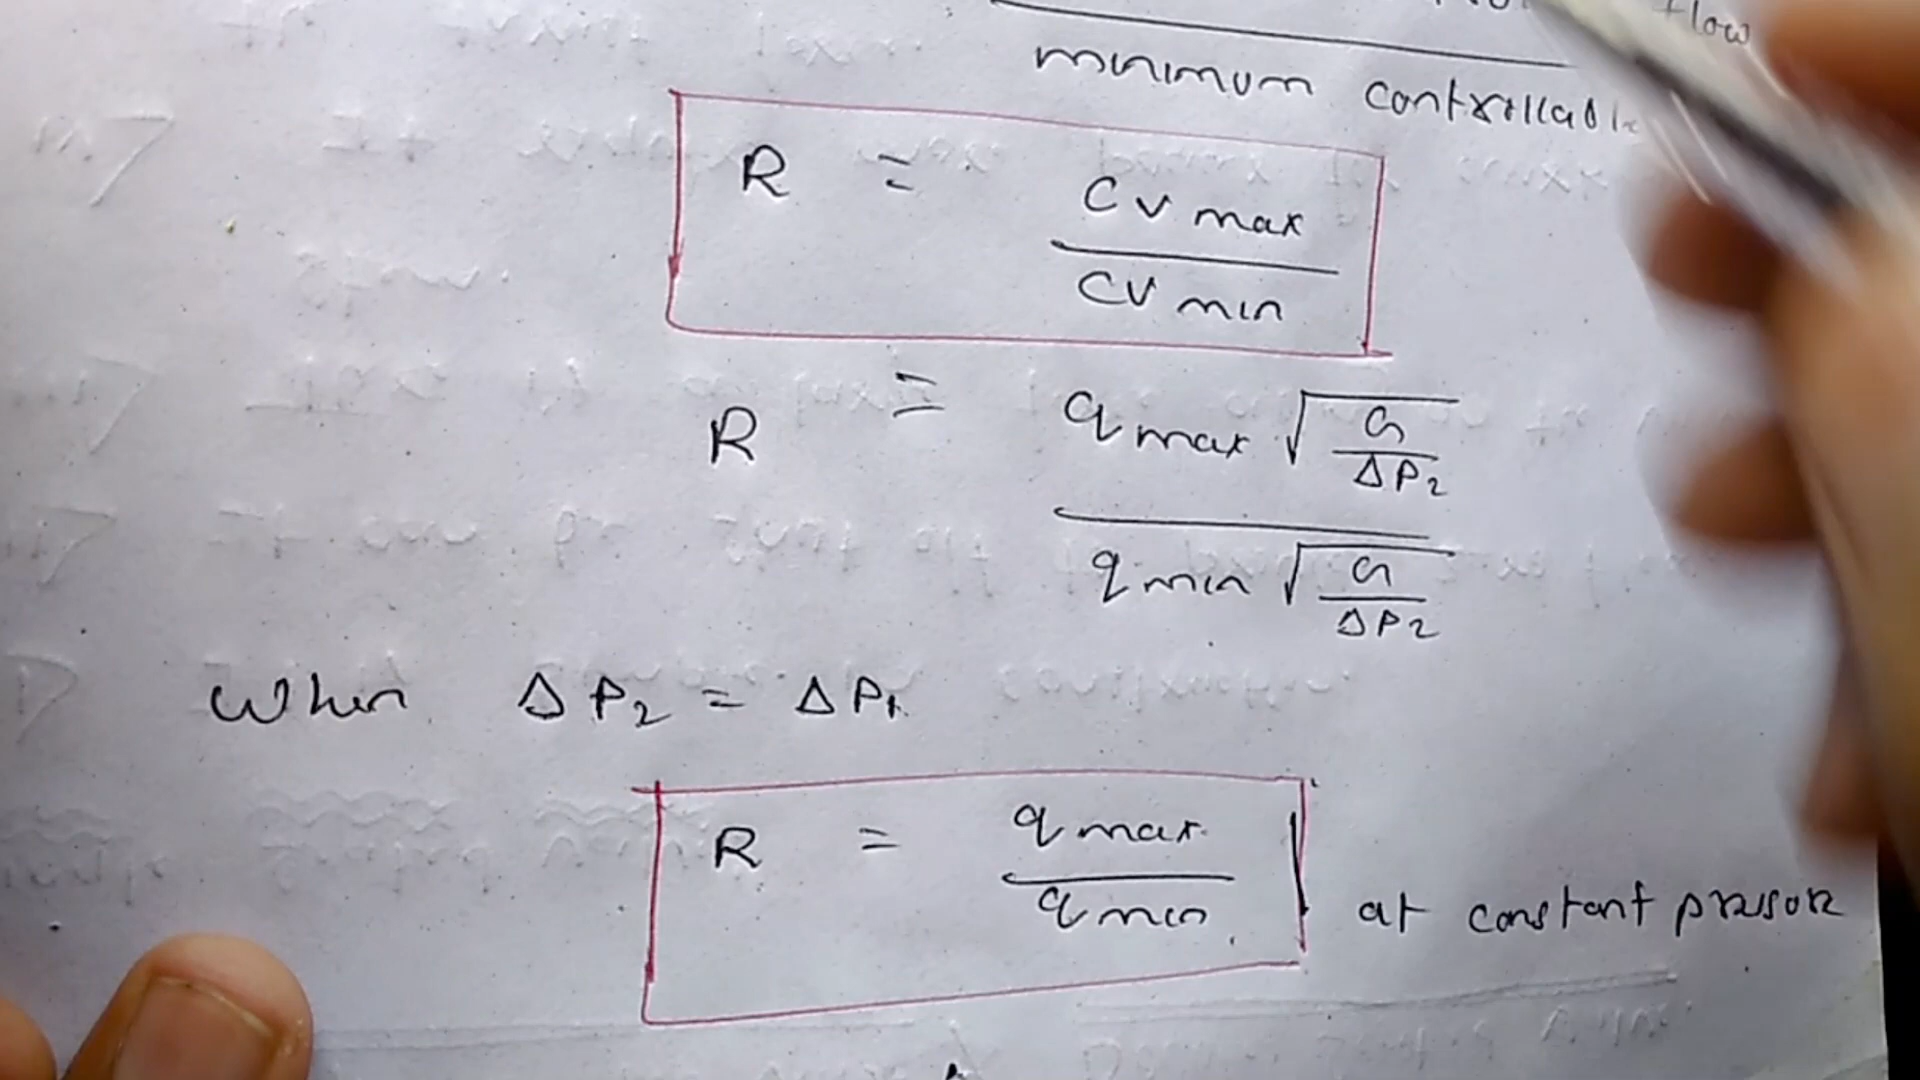 flow
minimum controllable
R = Cv max / Cv min
R = q max √(G / ΔP2) / q min √(G / ΔP2)
When ΔP2 = ΔP1
R = q max / q min at constant pressure